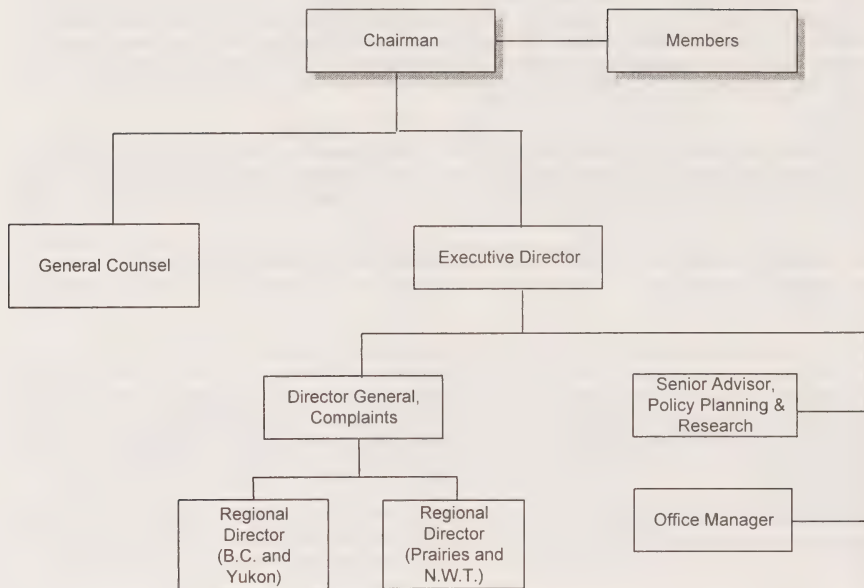 Chairman
Members
General Counsel
Executive Director
Director General,
Complaints
Senior Advisor,
Policy Planning &
Research
Regional
Director
(B.C. and
Yukon)
Regional
Director
(Prairies and
N.W.T.)
Office Manager